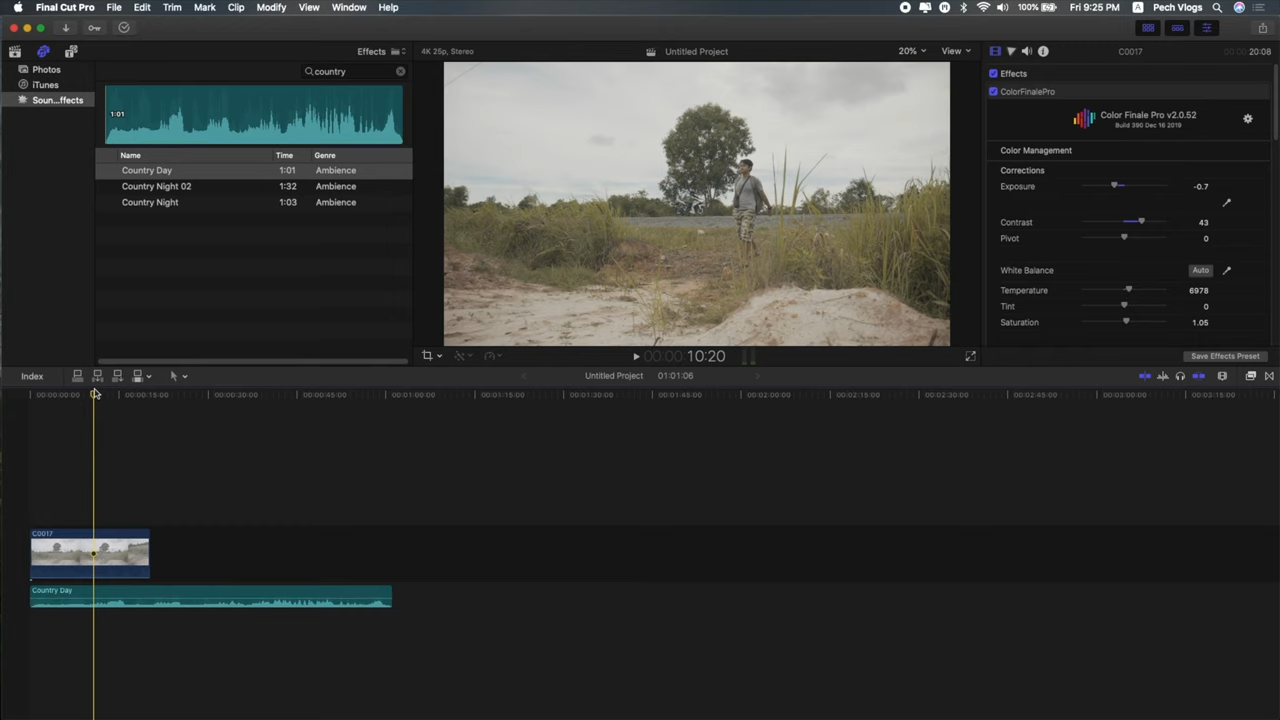 Final Cut Pro File Edit Trim Mark Clip Modify View Window Help 100% Fri 9:25 PM A Pech Vlogs
Effects 4K 25p, Stereo Untitled Project 20% View C0017 00:00 20:08
Photos
iTunes
Soun...ffects
country
1:01
Name Time Genre
Country Day 1:01 Ambience
Country Night 02 1:32 Ambience
Country Night 1:03 Ambience
Effects
ColorFinalePro
Color Finale Pro v2.0.52
Build 390 Dec 16 2019
Color Management
Corrections
Exposure -0.7
Contrast 43
Pivot 0
White Balance Auto
Temperature 6978
Tint 0
Saturation 1.05
00:00:10:20 Save Effects Preset
Index Untitled Project 01:01:06
00:00:00:00 00:00:15:00 00:00:30:00 00:00:45:00 00:01:00:00 00:01:15:00 00:01:30:00 00:01:45:00 00:02:00:00 00:02:15:00 00:02:30:00 00:02:45:00 00:03:00:00 00:03:15:00
C0017
Country Day